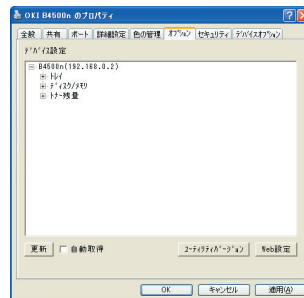 OKI B4500n のプロパティ
全般 共有 ポート 詳細設定 色の管理 オプション セキュリティ デバイスオプション
デバイス設定
B4500n(192.168.0.2)
トレイ
ディスク/メモリ
トナー残量
更新 自動取得 ユーティリティバージョン Web設定
OK キャンセル 適用(A)